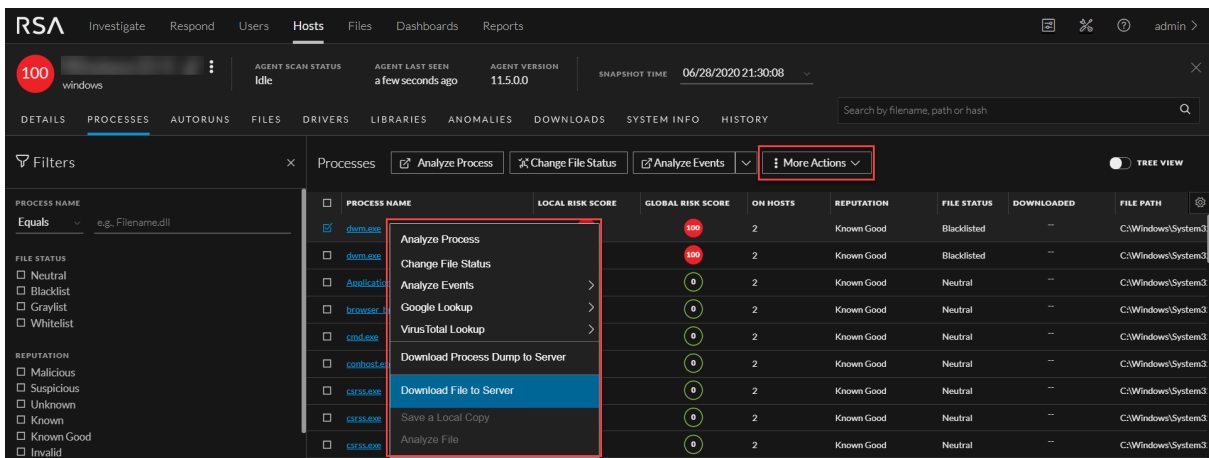 RSA Investigate Respond Users Hosts Files Dashboards Reports admin >
100 AGENT SCAN STATUS AGENT LAST SEEN AGENT VERSION SNAPSHOT TIME 06/28/2020 21:30:08
windows Idle a few seconds ago 11.5.0.0
DETAILS PROCESSES AUTORUNS FILES DRIVERS LIBRARIES ANOMALIES DOWNLOADS SYSTEM INFO HISTORY Search by filename, path or hash
Filters × Processes Analyze Process Change File Status Analyze Events More Actions TREE VIEW
PROCESS NAME
Equals e.g., Filename.dll
FILE STATUS
Neutral
Blacklist
Graylist
Whitelist
REPUTATION
Malicious
Suspicious
Unknown
Known
Known Good
Invalid
PROCESS NAME LOCAL RISK SCORE GLOBAL RISK SCORE ON HOSTS REPUTATION FILE STATUS DOWNLOADED FILE PATH
dwm.exe 100 2 Known Good Blacklisted -- C:\Windows\System3
dwm.exe 100 2 Known Good Blacklisted -- C:\Windows\System3
0 2 Known Good Neutral -- C:\Windows\System3
0 2 Known Good Neutral -- C:\Windows\System3
cmd.exe 0 2 Known Good Neutral -- C:\Windows\System3
0 2 Known Good Neutral -- C:\Windows\System3
csrss.exe 0 2 Known Good Neutral -- C:\Windows\System3
csrss.exe 0 2 Known Good Neutral -- C:\Windows\System3
csrss.exe 0 2 Known Good Neutral -- C:\Windows\System3
Analyze Process
Change File Status
Analyze Events >
Google Lookup >
VirusTotal Lookup >
Download Process Dump to Server
Download File to Server
Save a Local Copy
Analyze File